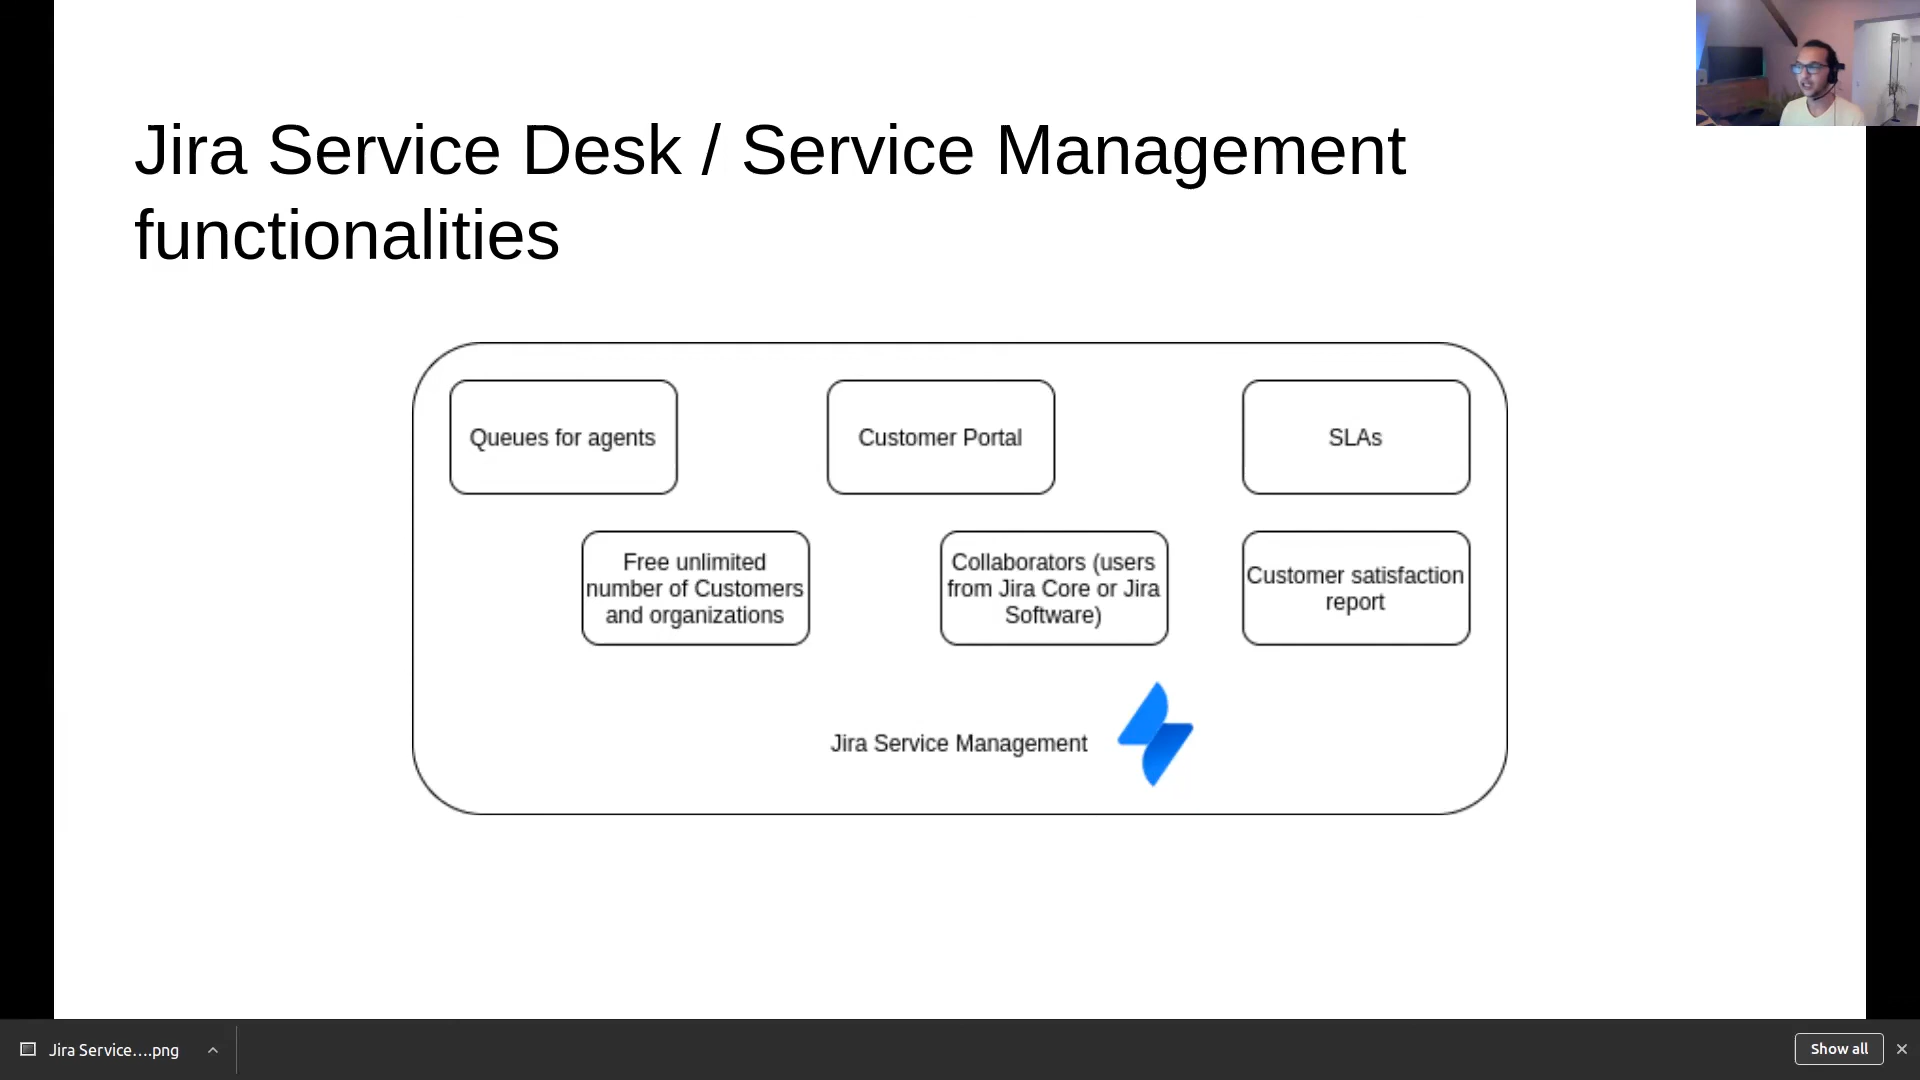 Jira Service Desk / Service Management
functionalities
Queues for agents
Customer Portal
SLAs
Free unlimited
number of Customers
and organizations
Collaborators (users
from Jira Core or Jira
Software)
Customer satisfaction
report
Jira Service Management
Jira Service....png
Show all